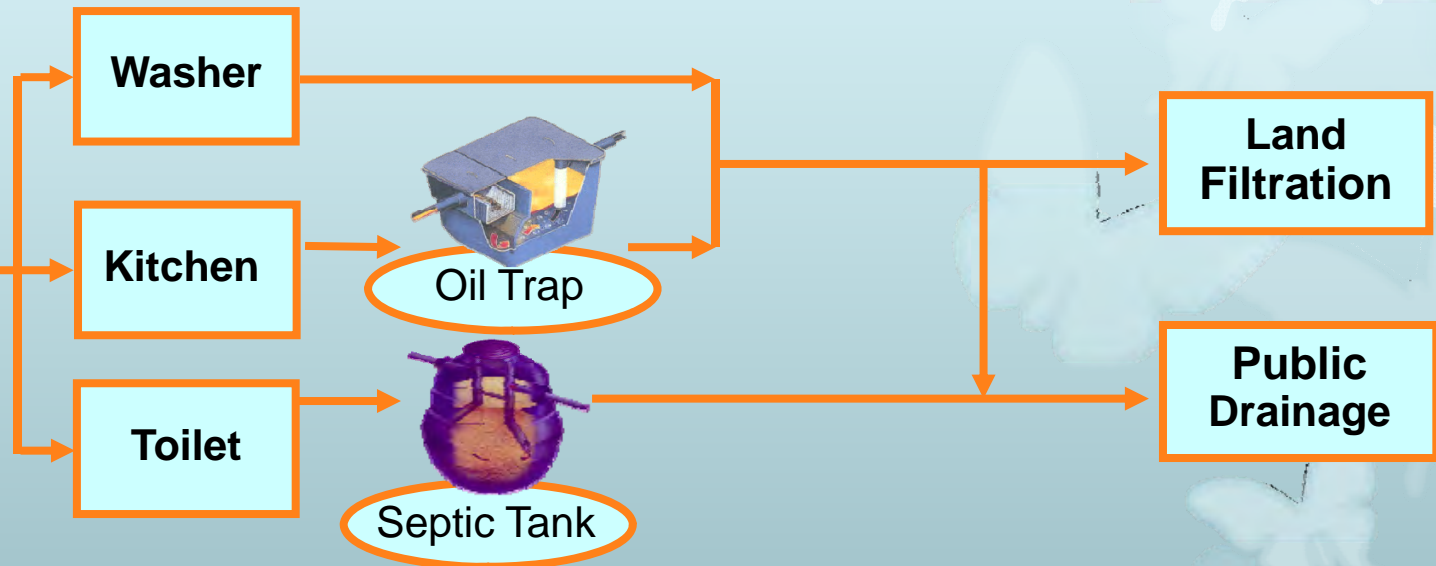 Washer
Land
Filtration
Kitchen
Oil Trap
Public
Drainage
Toilet
Septic Tank